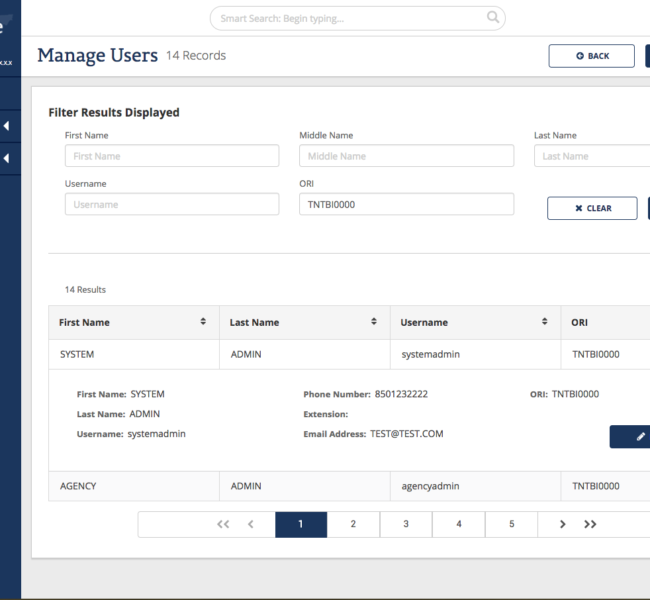 e
Smart Search: Begin typing...
x.x.x
Manage Users 14 Records
BACK
Filter Results Displayed
First Name Middle Name Last Name
First Name Middle Name Last Name
Username ORI
Username TNTBI0000
CLEAR
14 Results
First Name Last Name Username ORI
SYSTEM ADMIN systemadmin TNTBI0000
First Name: SYSTEM Phone Number: 8501232222 ORI: TNTBI0000
Last Name: ADMIN Extension:
Username: systemadmin Email Address: TEST@TEST.COM
AGENCY ADMIN agencyadmin TNTBI0000
<< < 1 2 3 4 5 > >>